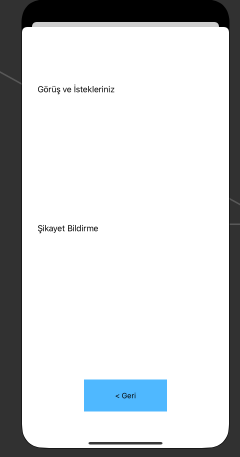 Görüş ve İstekleriniz
Şikayet Bildirme
< Geri